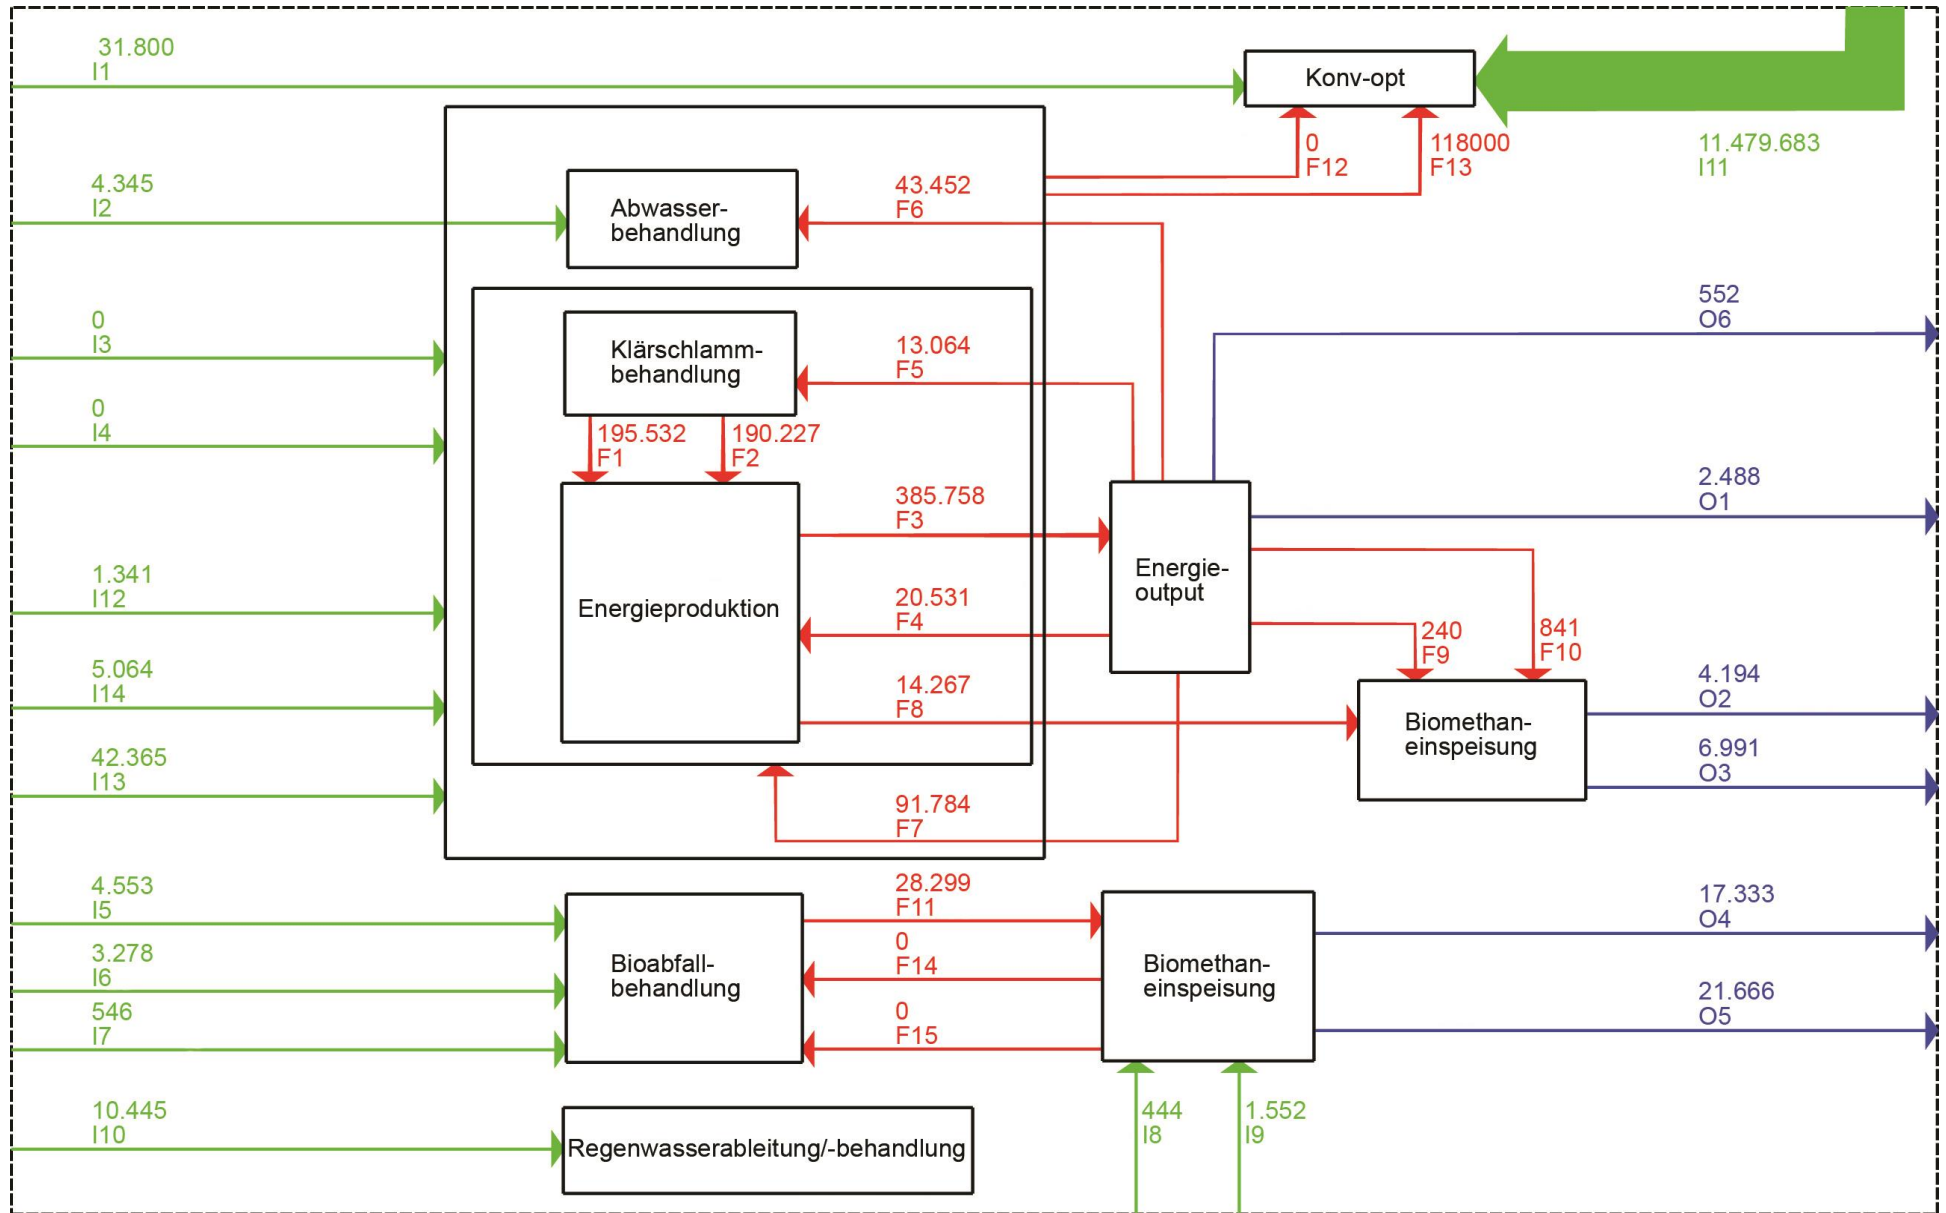 31.800
I1
Konv-opt
0
F12
118000
F13
11.479.683
I11
4.345
I2
Abwasser-
behandlung
43.452
F6
552
O6
0
I3
Klärschlamm-
behandlung
13.064
F5
0
I4
195.532
F1
190.227
F2
385.758
F3
2.488
O1
Energie-
output
1.341
I12
Energieproduktion
20.531
F4
240
F9
841
F10
5.064
I14
14.267
F8
Biomethan-
einspeisung
4.194
O2
42.365
I13
6.991
O3
91.784
F7
4.553
I5
28.299
F11
17.333
O4
3.278
I6
Bioabfall-
behandlung
0
F14
Biomethan-
einspeisung
546
I7
0
F15
21.666
O5
10.445
I10
Regenwasserableitung/-behandlung
444
I8
1.552
I9